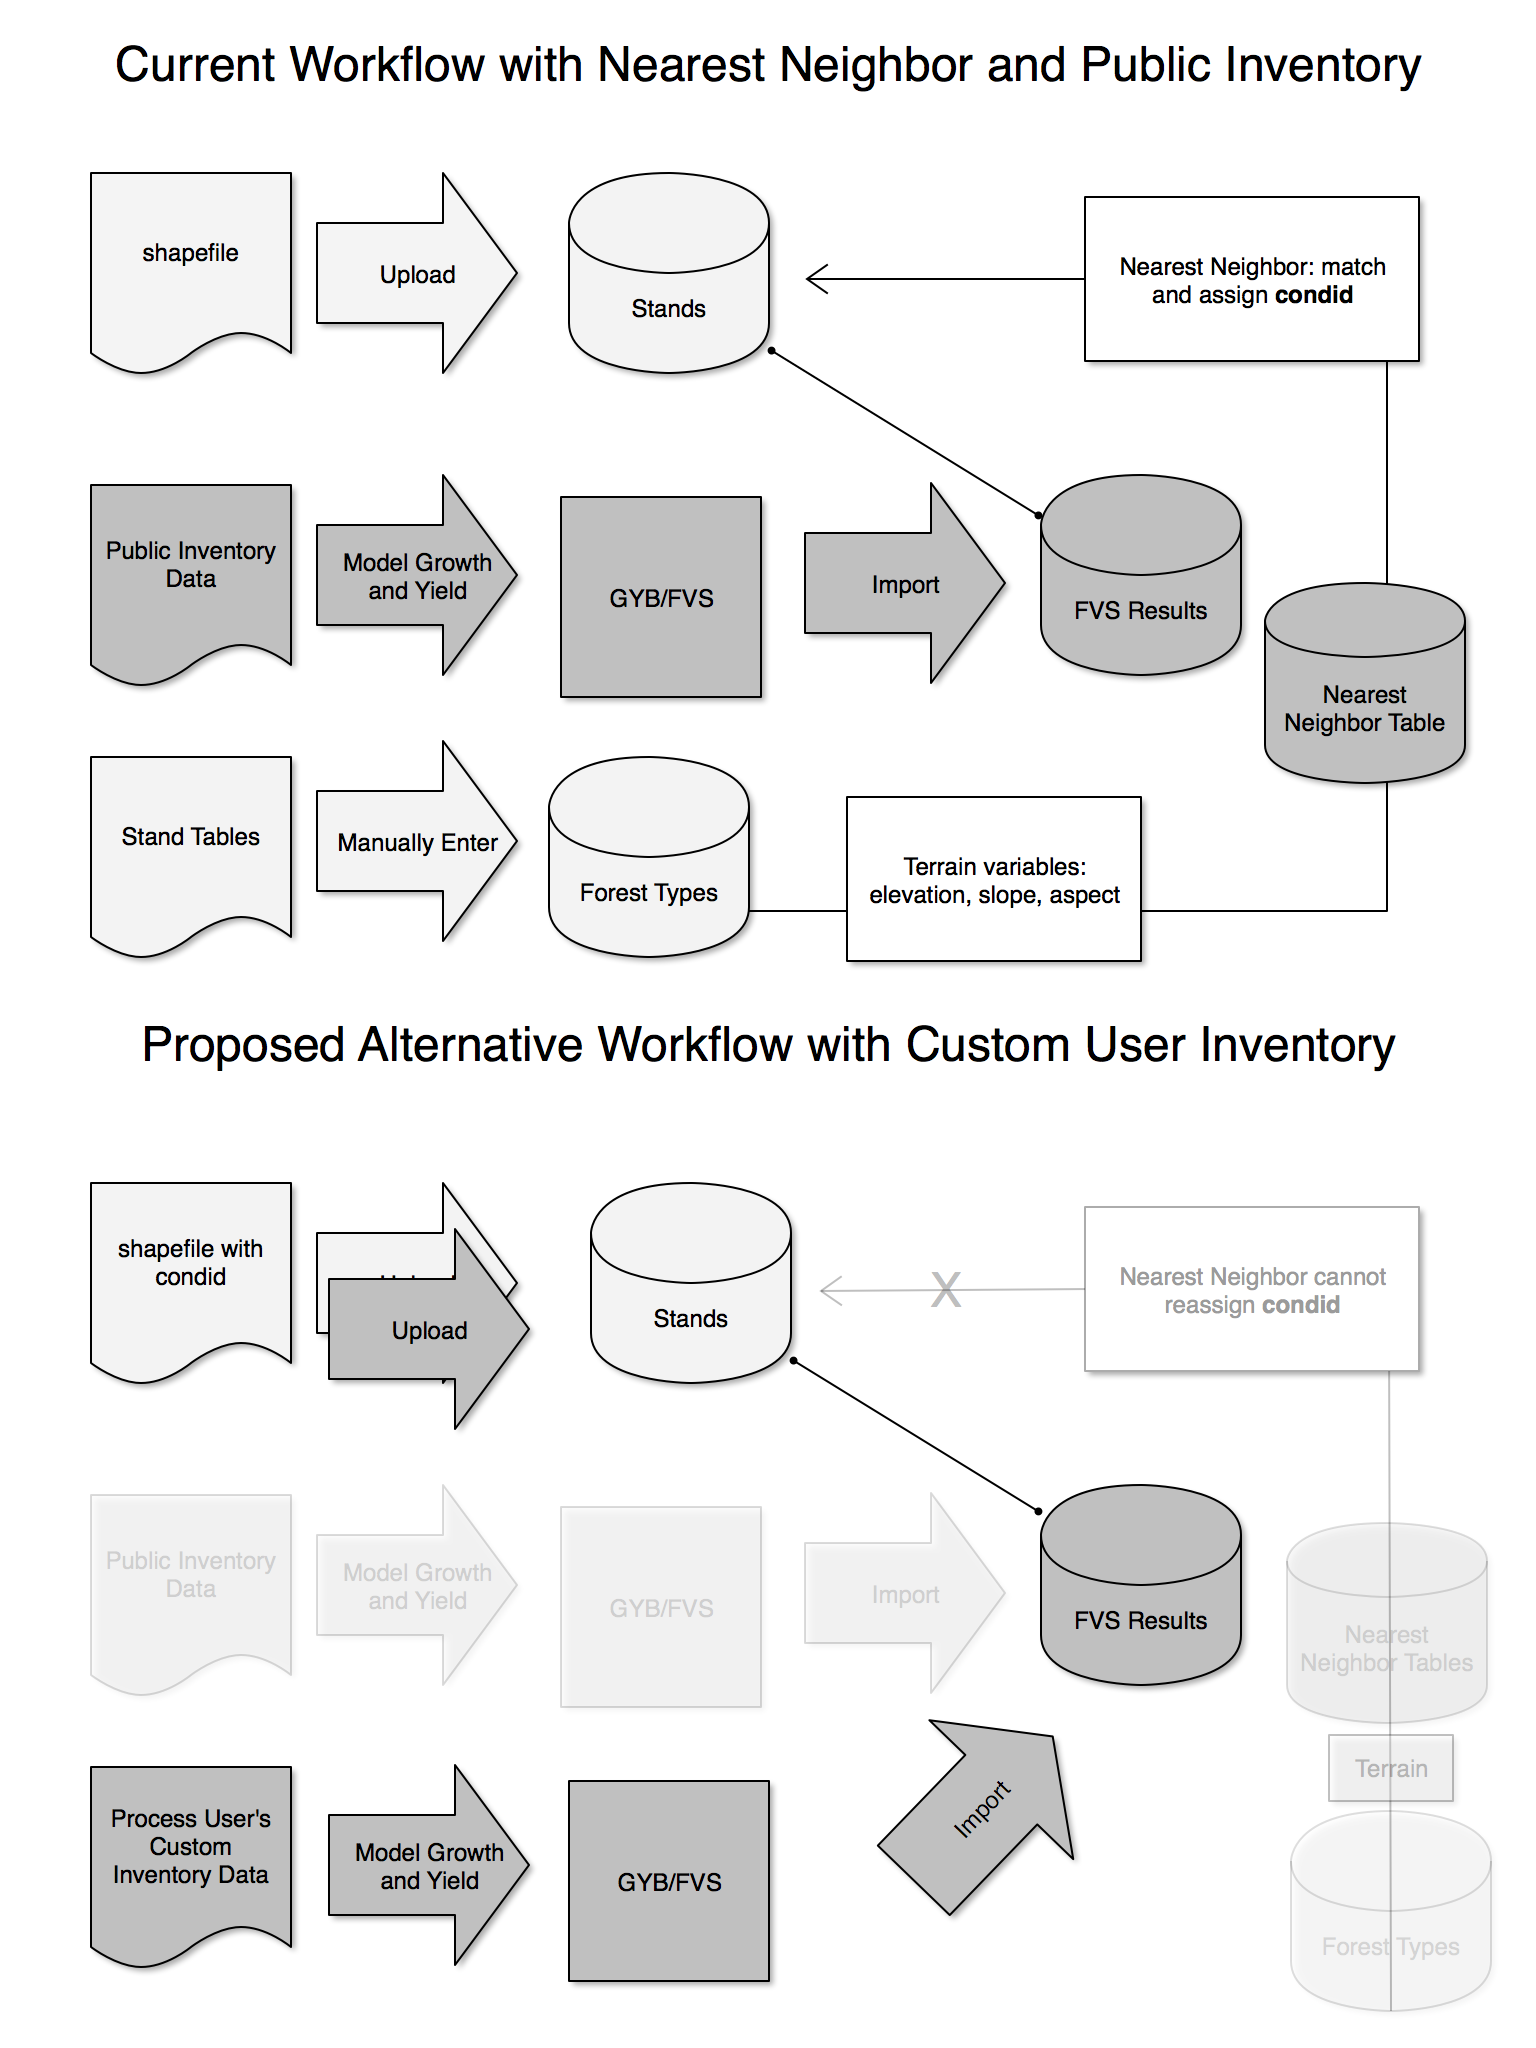 Current Workflow with Nearest Neighbor and Public Inventory
shapefile
Upload
Stands
Nearest Neighbor: match
and assign condid
Public Inventory
Data
Model Growth
and Yield
GYB/FVS
Import
FVS Results
Nearest
Neighbor Table
Stand Tables
Manually Enter
Forest Types
Terrain variables:
elevation, slope, aspect
Proposed Alternative Workflow with Custom User Inventory
shapefile with
condid
Upload
Stands
X
Nearest Neighbor cannot
reassign condid
Public Inventory
Data
Model Growth
and Yield
GYB/FVS
Import
FVS Results
Nearest
Neighbor Tables
Terrain
Forest Types
Process User's
Custom
Inventory Data
Model Growth
and Yield
GYB/FVS
Import